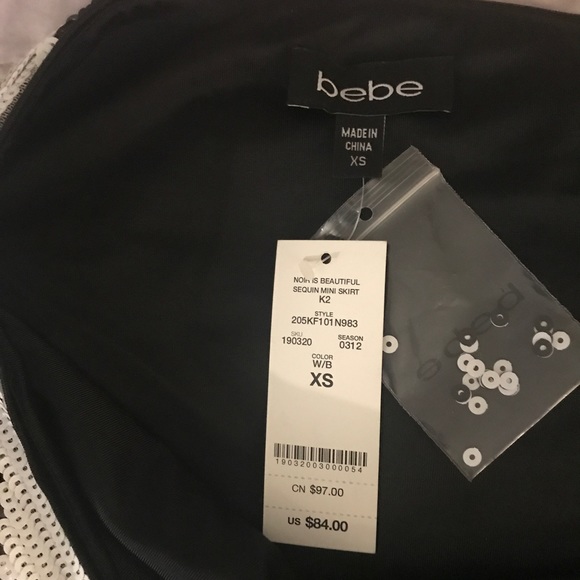 bebe
MADE IN
CHINA
XS
NOIR IS BEAUTIFUL
SEQUIN MINI SKIRT
K2
STYLE
205KF101N983
SKU SEASON
190320 0312
COLOR
W/B
XS
19032003000054
CN $97.00
US $84.00
bebe